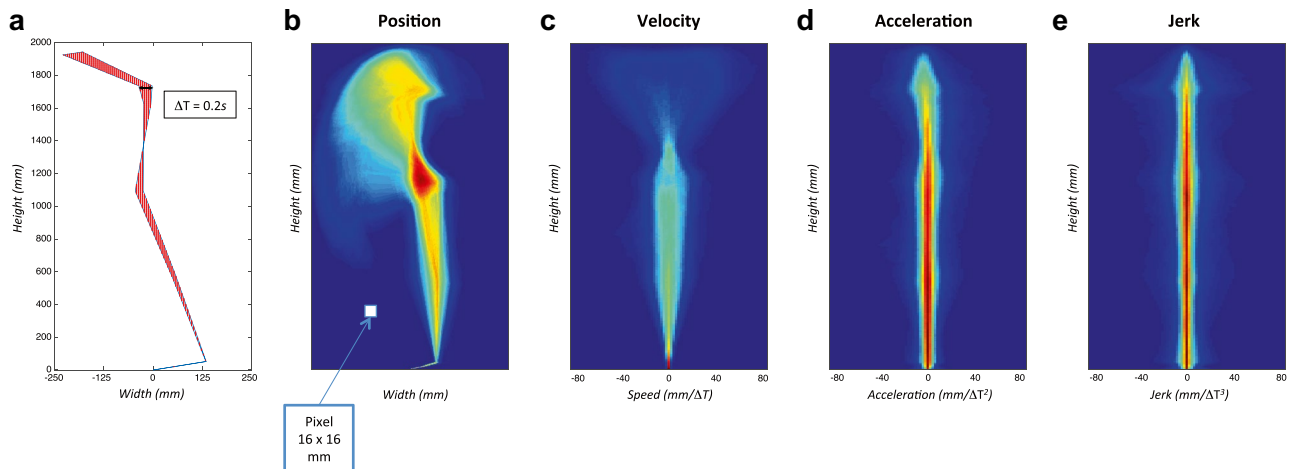 a
b
Position
c
Velocity
d
Acceleration
e
Jerk
2000
1800
1600
1400
1200
1000
800
600
400
200
0
Height (mm)
ΔT = 0.2s
-250
-125
0
125
250
Width (mm)
Height (mm)
Width (mm)
Pixel
16 x 16
mm
Height (mm)
-80
-40
0
40
80
Speed (mm/ΔT)
Height (mm)
-80
-40
0
40
80
Acceleration (mm/ΔT²)
Height (mm)
-80
-40
0
40
80
Jerk (mm/ΔT³)